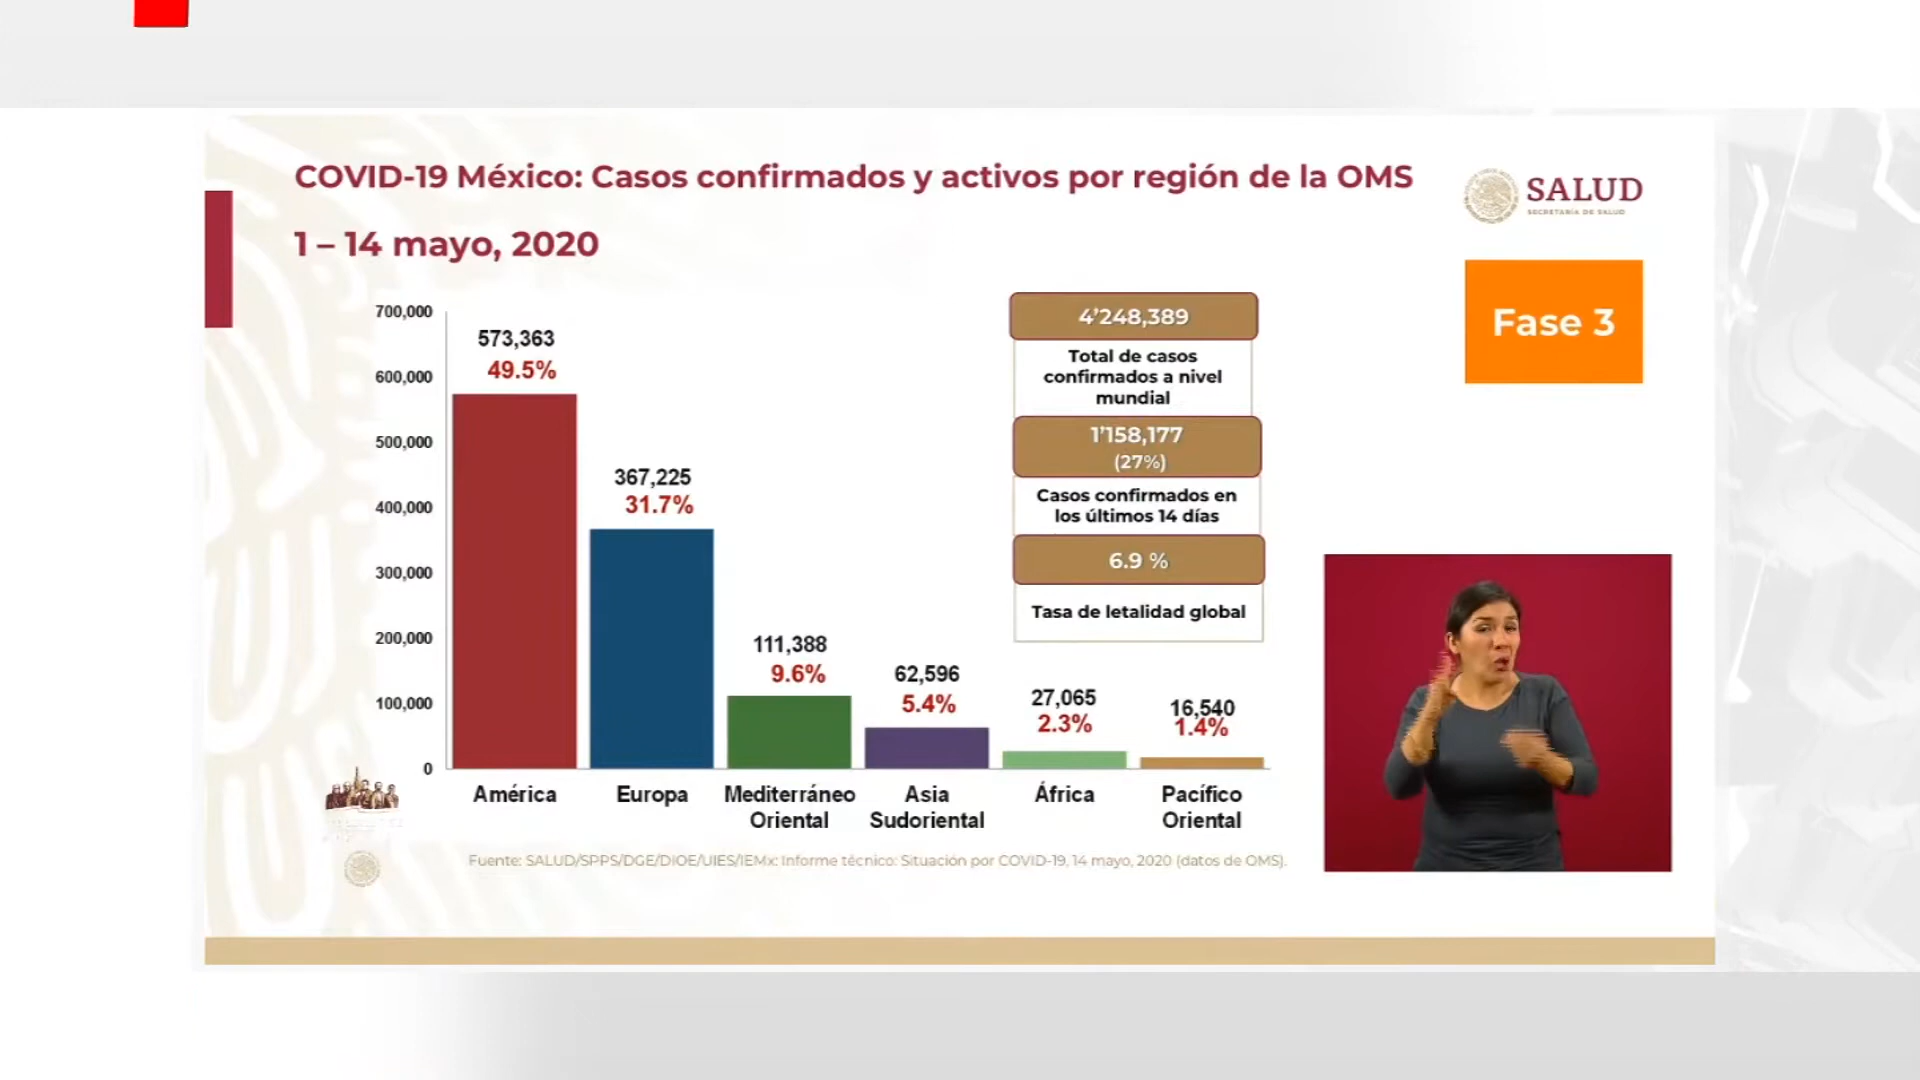 COVID-19 México: Casos confirmados y activos por región de la OMS
1 – 14 mayo, 2020
SALUD
SECRETARÍA DE SALUD
Fase 3
700,000
600,000
500,000
400,000
300,000
200,000
100,000
0
573,363
49.5%
367,225
31.7%
111,388
9.6%
62,596
5.4%
27,065
2.3%
16,540
1.4%
América
Europa
Mediterráneo
Oriental
Asia
Sudoriental
África
Pacífico
Oriental
4'248,389
Total de casos
confirmados a nivel
mundial
1'158,177
(27%)
Casos confirmados en
los últimos 14 días
6.9 %
Tasa de letalidad global
Fuente: SALUD/SPPS/DGE/DIOE/UIES/IEMx: Informe técnico: Situación por COVID-19, 14 mayo, 2020 (datos de OMS).